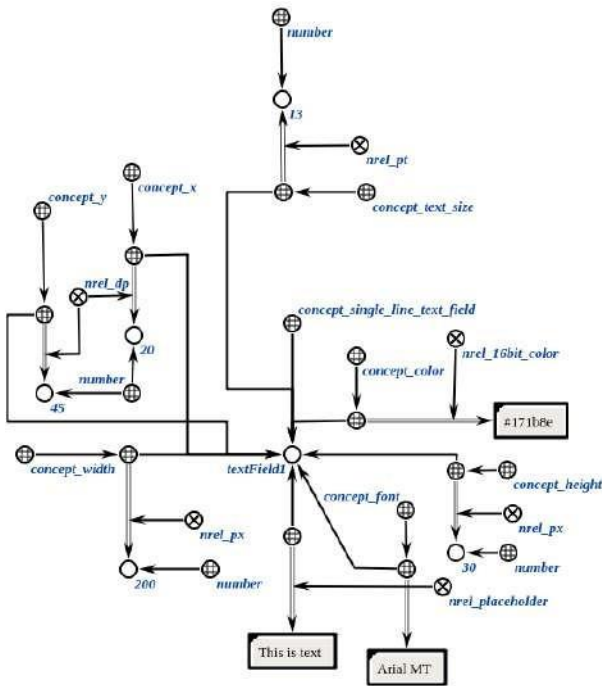 number
13
nrel_pt
concept_x
concept_y
concept_text_size
nrel_dp
concept_single_line_text_field
nrel_16bit_color
20
concept_color
number
45
#171b8e
concept_width
textField1
concept_font
concept_height
nrel_px
nrel_px
200
number
30
number
nrel_placeholder
This is text
Arial MT